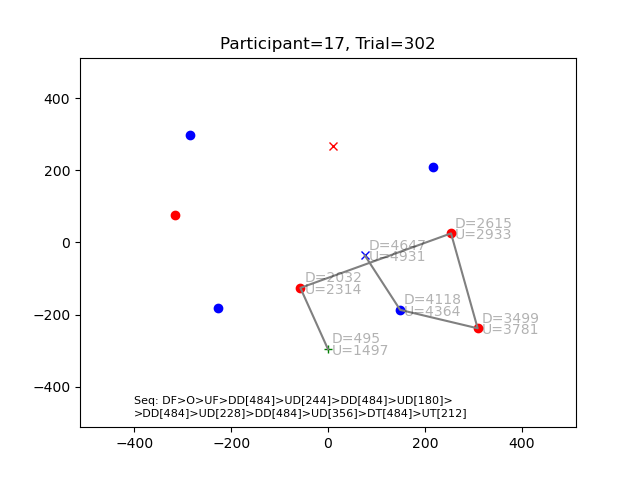 Participant=17, Trial=302
400
200
0
−200
−400
D=2615
U=2933
D=4647
U=4931
D=2032
U=2314
D=4118
U=4364
D=3499
U=3781
D=495
U=1497
Seq: DF>O>UF>DD[484]>UD[244]>DD[484]>UD[180]>
>DD[484]>UD[228]>DD[484]>UD[356]>DT[484]>UT[212]
−400 −200 0 200 400